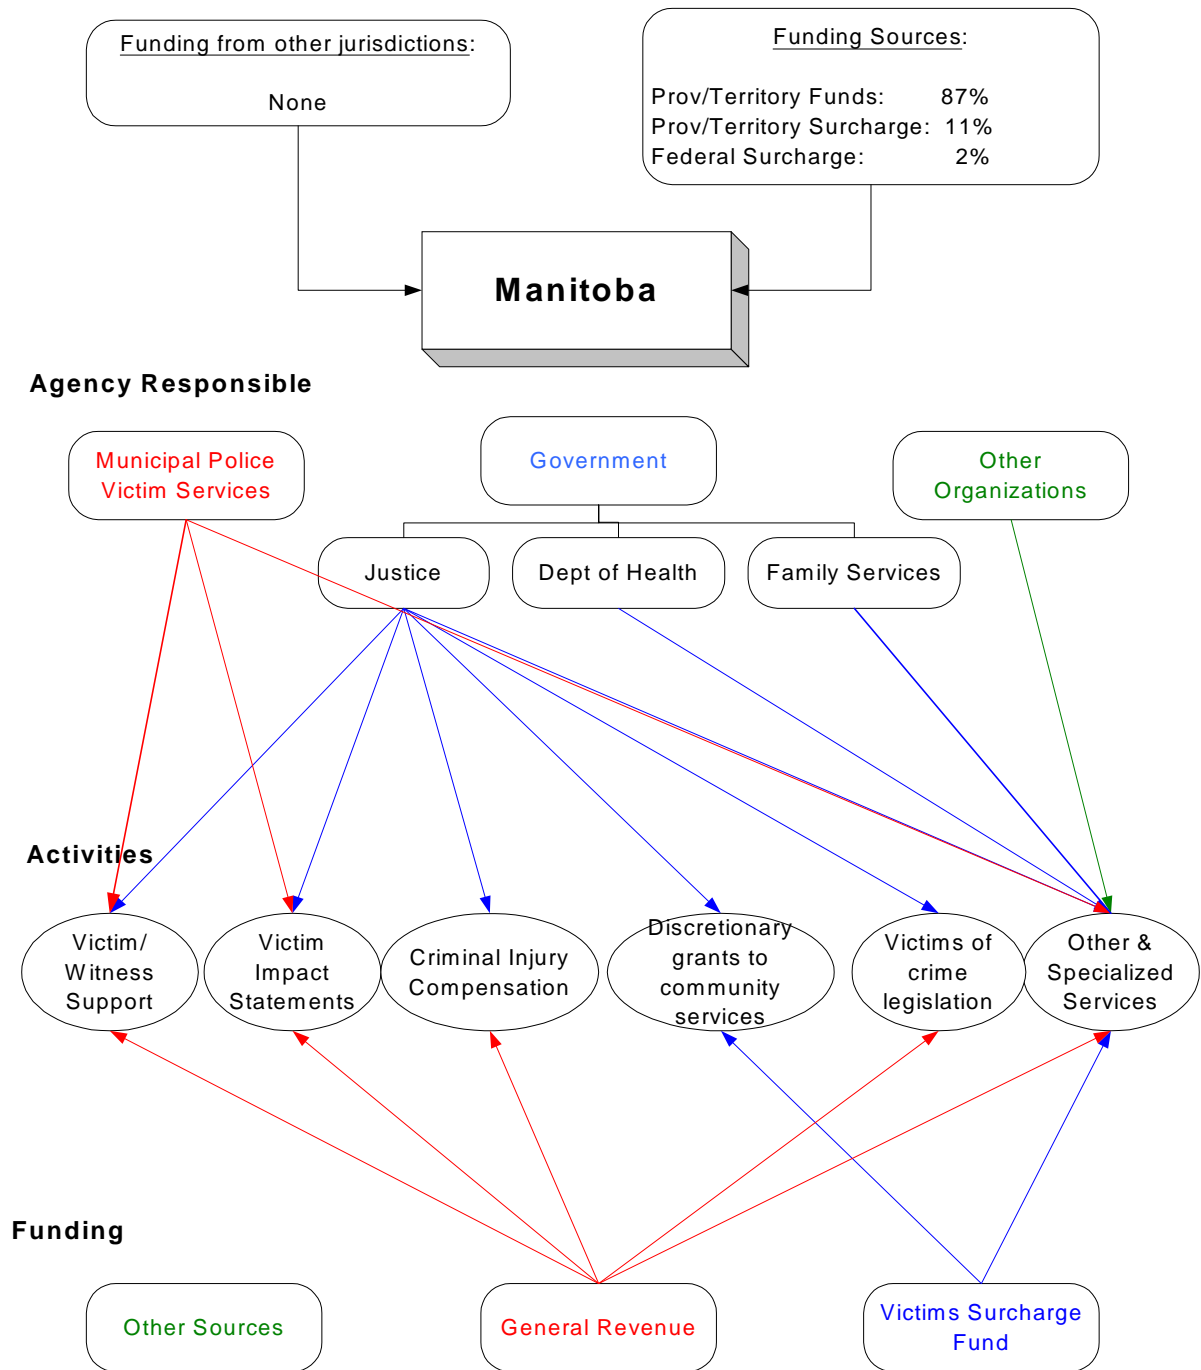 Funding from other jurisdictions:
None
Funding Sources:
Prov/Territory Funds: 87%
Prov/Territory Surcharge: 11%
Federal Surcharge: 2%
Manitoba
Agency Responsible
Municipal Police
Victim Services
Government
Other
Organizations
Justice
Dept of Health
Family Services
Activities
Victim/
Witness
Support
Victim
Impact
Statements
Criminal Injury
Compensation
Discretionary
grants to
community
services
Victims of
crime
legislation
Other &
Specialized
Services
Funding
Other Sources
General Revenue
Victims Surcharge
Fund